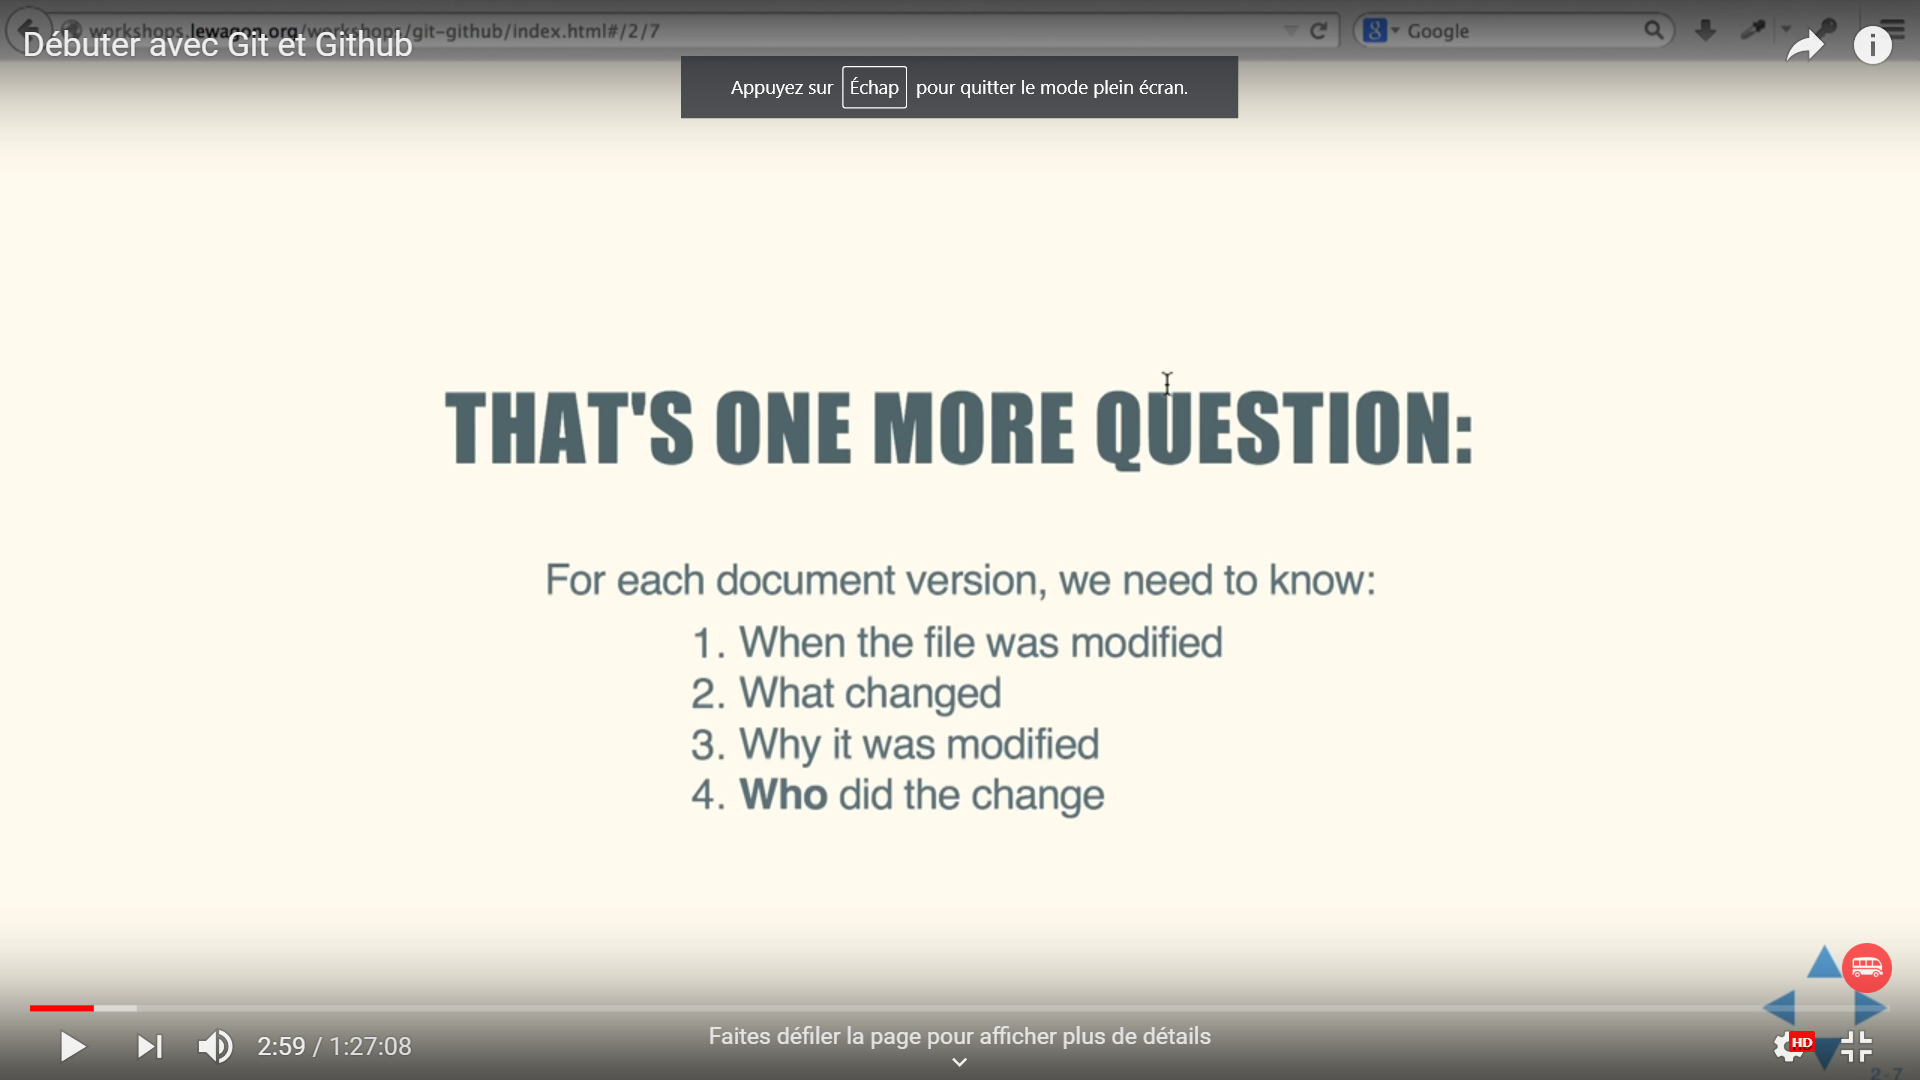 workshops.lewagon.org/workshops/git-github/index.html#/2/7
Google
Débuter avec Git et Github
Appuyez sur Échap pour quitter le mode plein écran.
THAT'S ONE MORE QUESTION:
For each document version, we need to know:
1. When the file was modified
2. What changed
3. Why it was modified
4. Who did the change
2:59 / 1:27:08
Faites défiler la page pour afficher plus de détails
HD
2-7